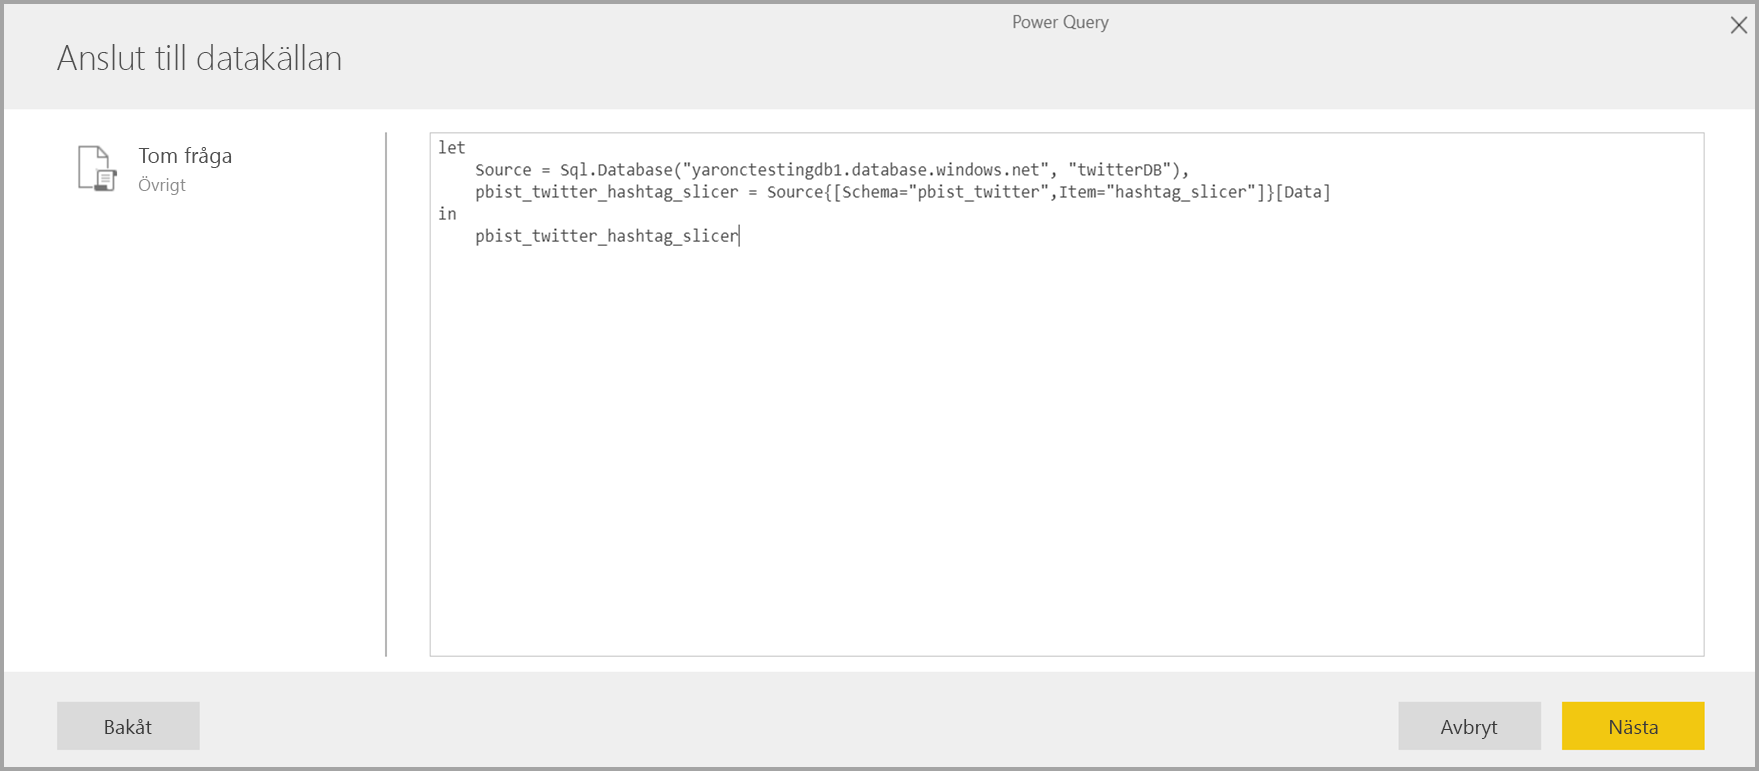 Power Query
Anslut till datakällan
Tom fråga
Övrigt
let
    Source = Sql.Database("yaronctestingdb1.database.windows.net", "twitterDB"),
    pbist_twitter_hashtag_slicer = Source{[Schema="pbist_twitter",Item="hashtag_slicer"]}[Data]
in
    pbist_twitter_hashtag_slicer
Bakåt
Avbryt
Nästa